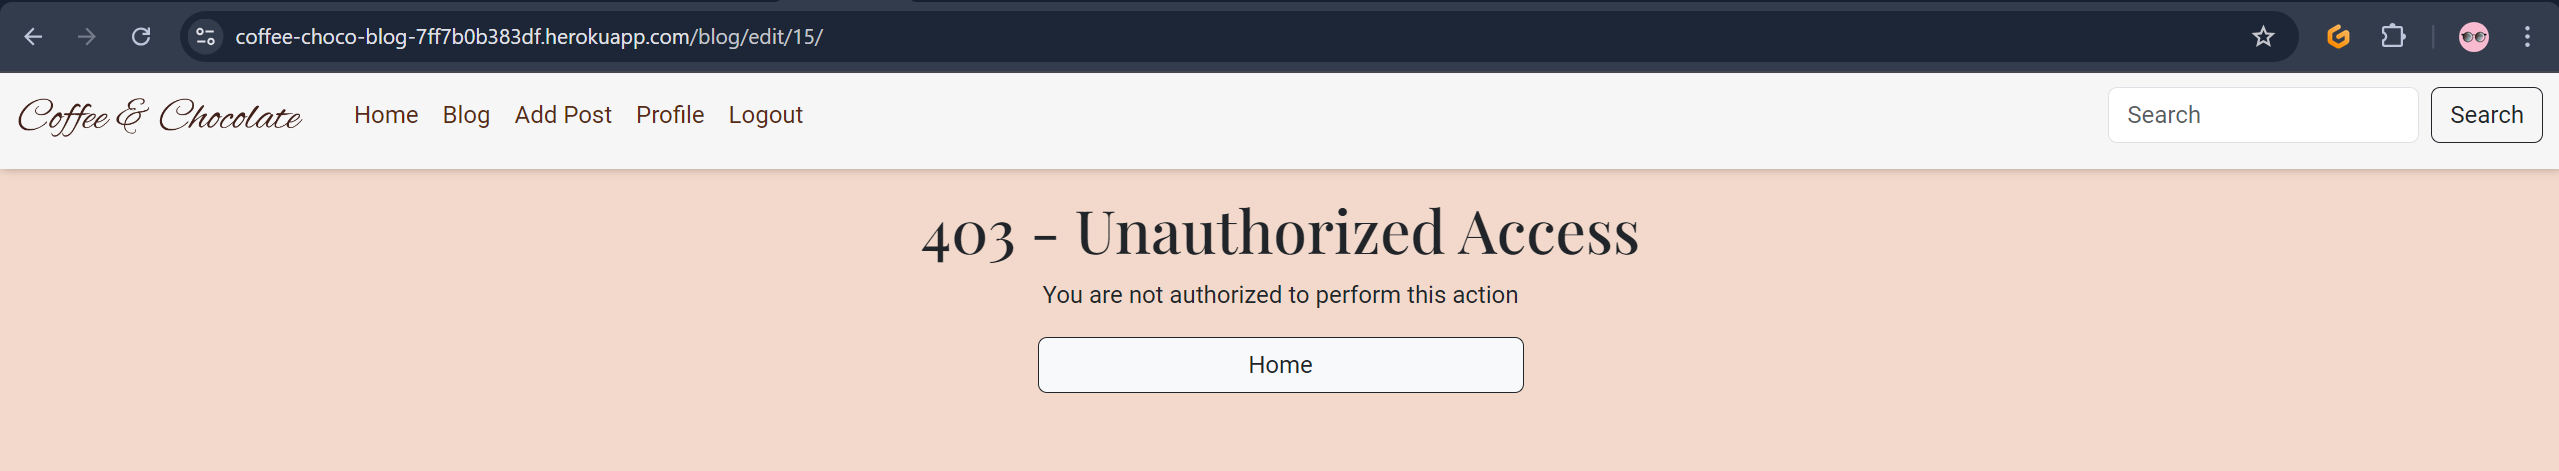 coffee-choco-blog-7ff7b0b383df.herokuapp.com/blog/edit/15/
Coffee & Chocolate Home Blog Add Post Profile Logout Search Search
403 - Unauthorized Access
You are not authorized to perform this action
Home